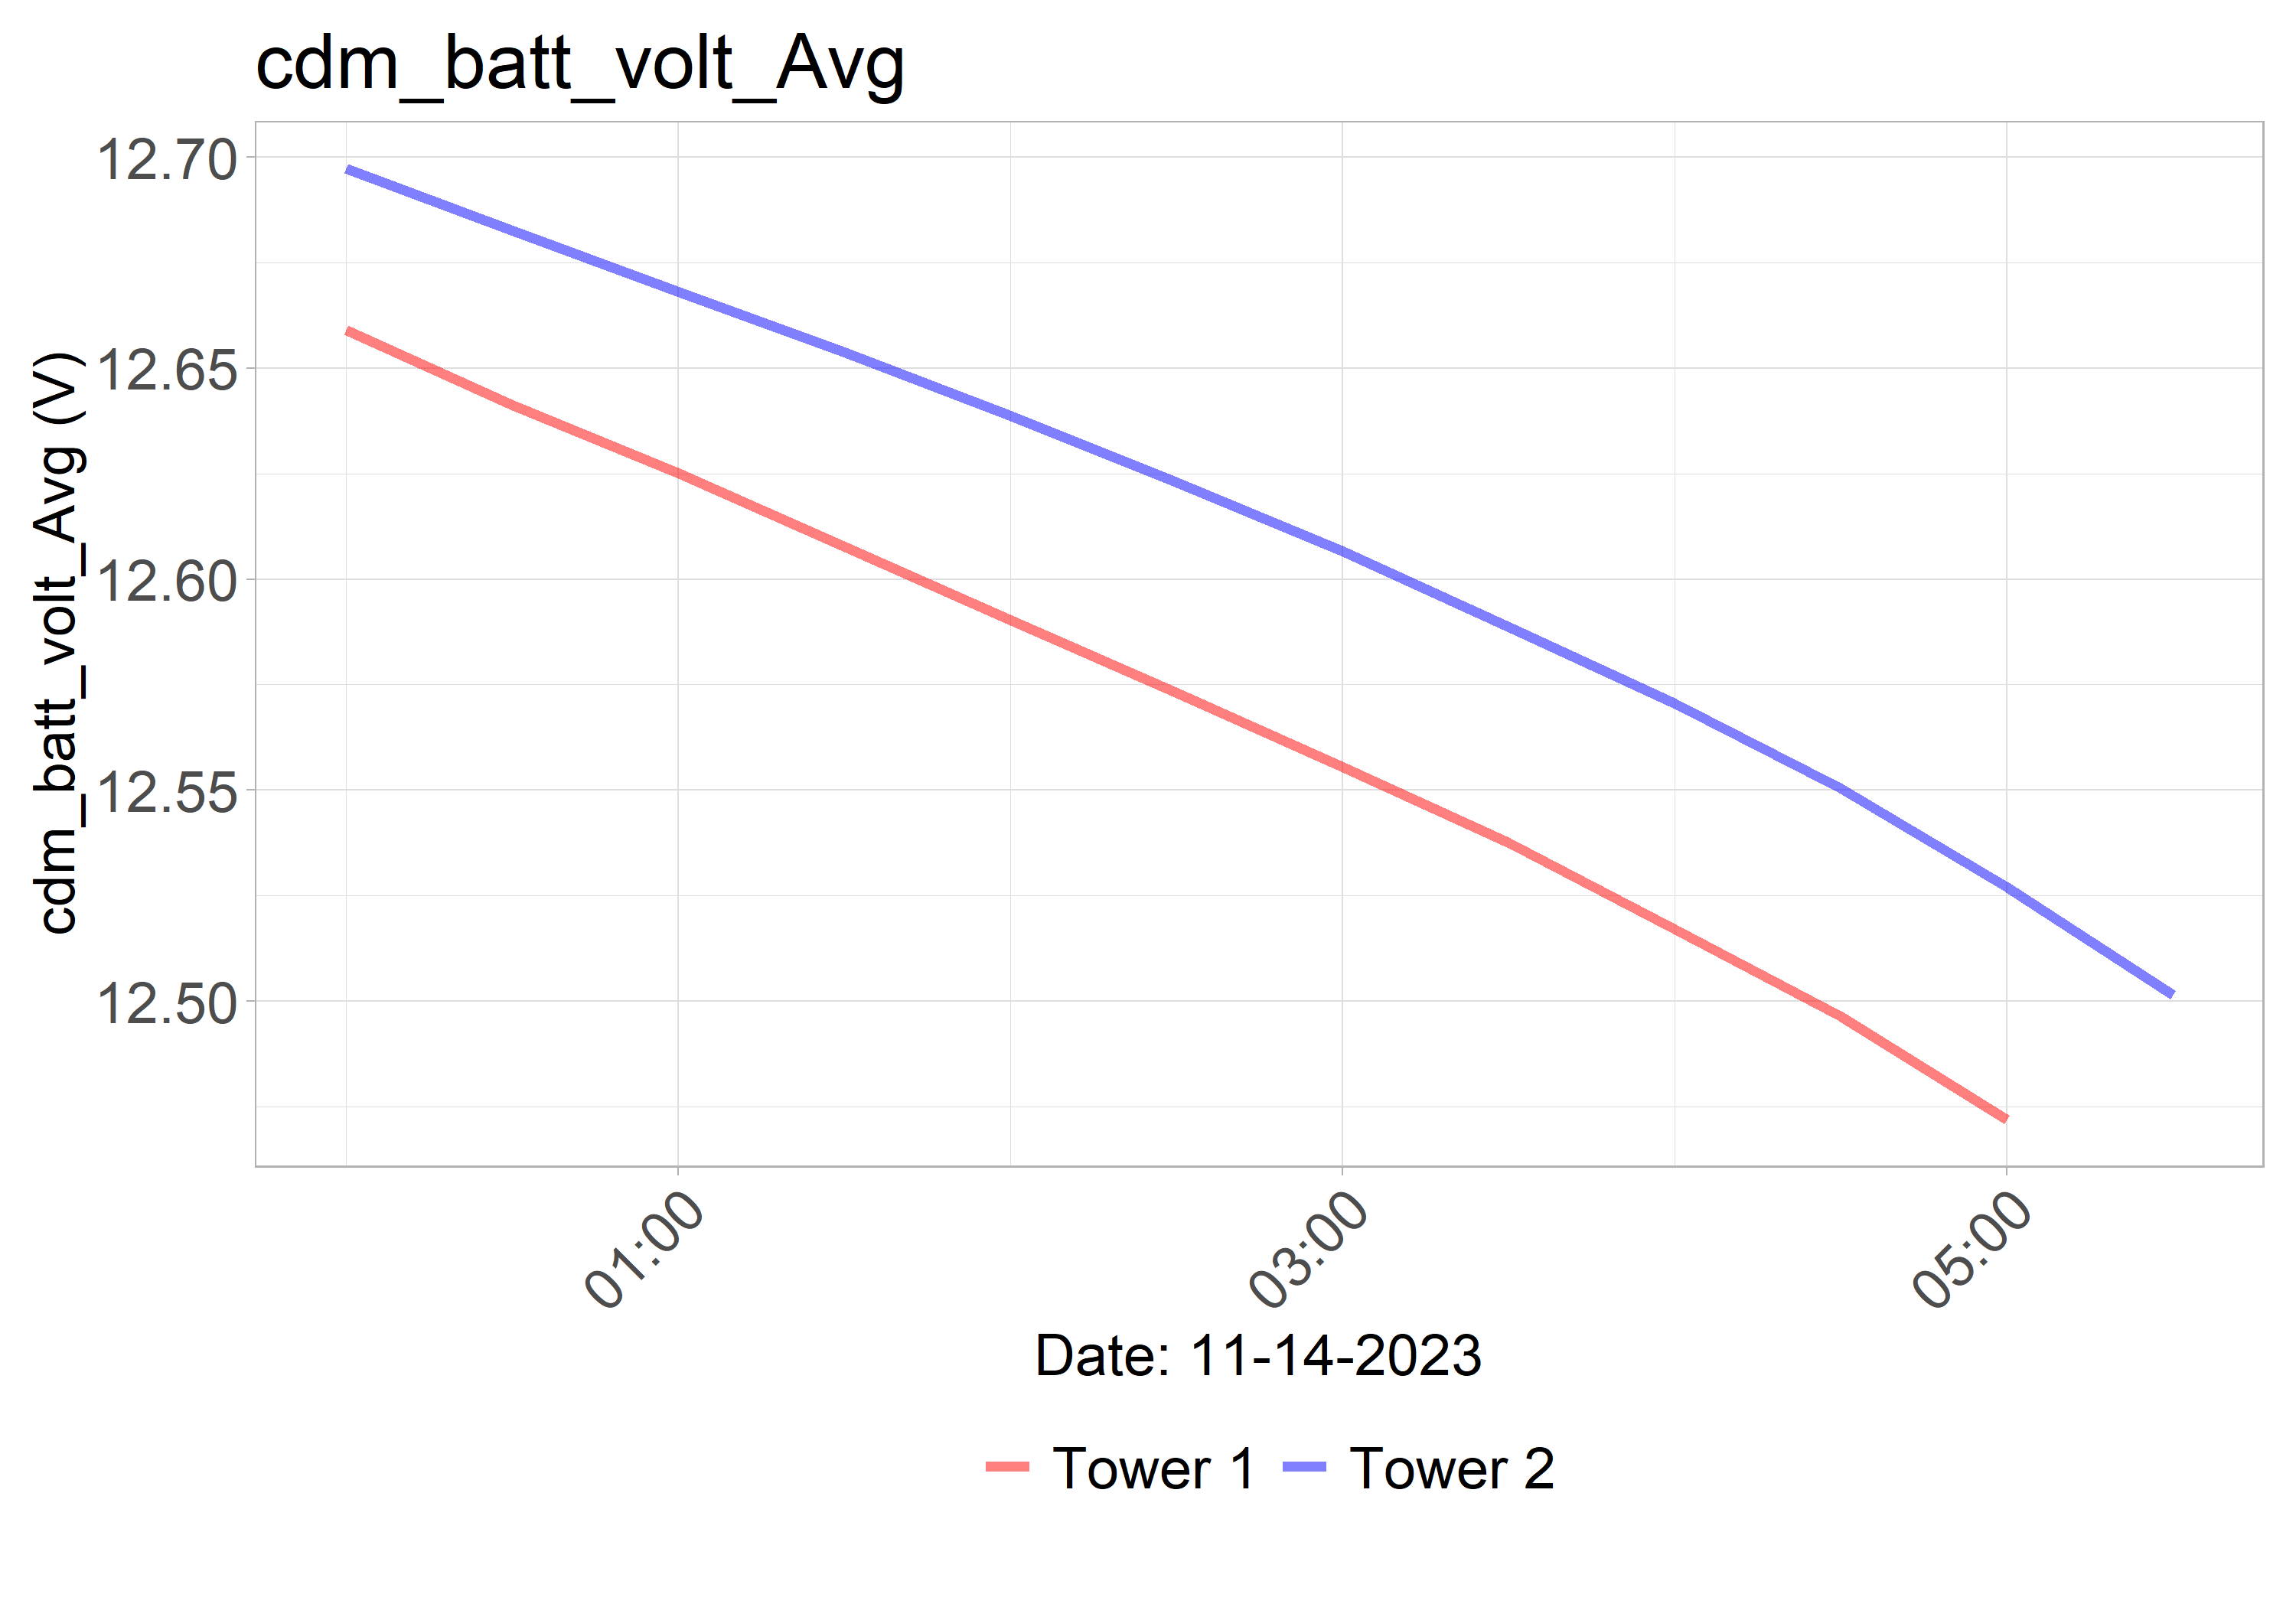 cdm_batt_volt_Avg
cdm_batt_volt_Avg (V)
12.70
12.65
12.60
12.55
12.50
01:00
03:00
05:00
Date: 11-14-2023
Tower 1
Tower 2